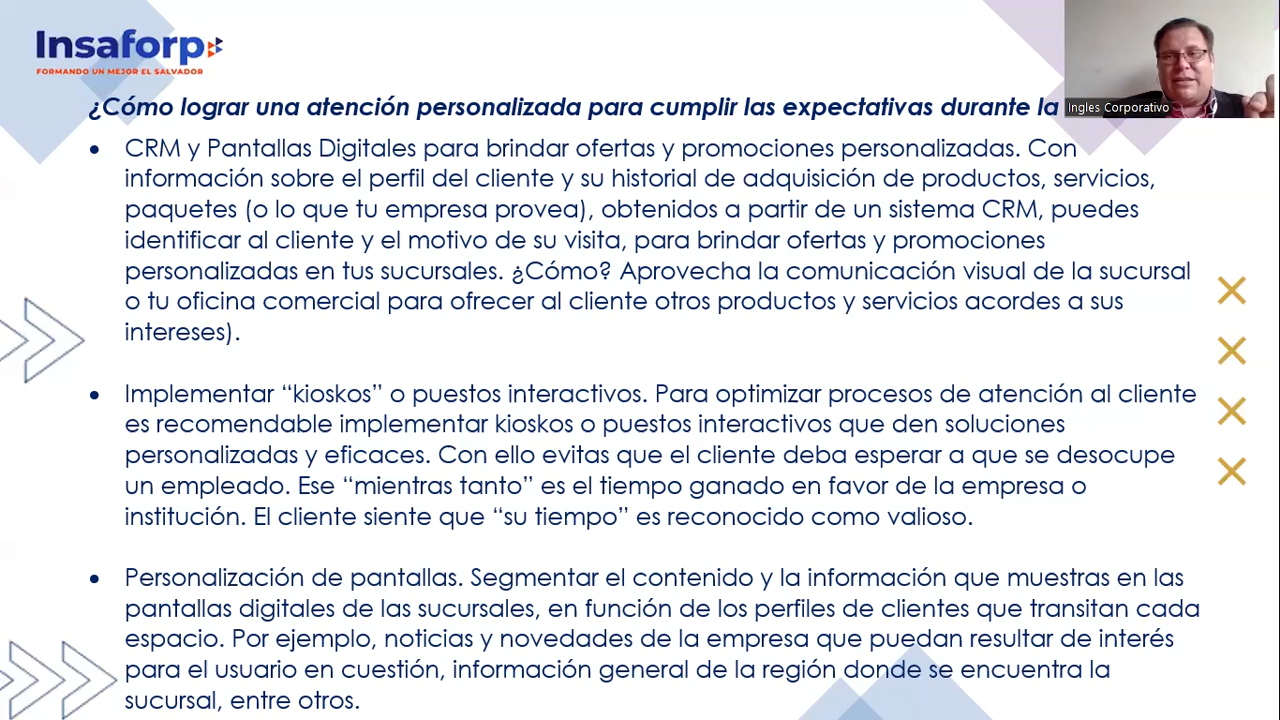 Insaforp
FORMANDO UN MEJOR EL SALVADOR
Ingles Corporativo
¿Cómo lograr una atención personalizada para cumplir las expectativas durante la
• CRM y Pantallas Digitales para brindar ofertas y promociones personalizadas. Con
información sobre el perfil del cliente y su historial de adquisición de productos, servicios,
paquetes (o lo que tu empresa provea), obtenidos a partir de un sistema CRM, puedes
identificar al cliente y el motivo de su visita, para brindar ofertas y promociones
personalizadas en tus sucursales. ¿Cómo? Aprovecha la comunicación visual de la sucursal
o tu oficina comercial para ofrecer al cliente otros productos y servicios acordes a sus
intereses).
• Implementar “kioskos” o puestos interactivos. Para optimizar procesos de atención al cliente
es recomendable implementar kioskos o puestos interactivos que den soluciones
personalizadas y eficaces. Con ello evitas que el cliente deba esperar a que se desocupe
un empleado. Ese “mientras tanto” es el tiempo ganado en favor de la empresa o
institución. El cliente siente que “su tiempo” es reconocido como valioso.
• Personalización de pantallas. Segmentar el contenido y la información que muestras en las
pantallas digitales de las sucursales, en función de los perfiles de clientes que transitan cada
espacio. Por ejemplo, noticias y novedades de la empresa que puedan resultar de interés
para el usuario en cuestión, información general de la región donde se encuentra la
sucursal, entre otros.